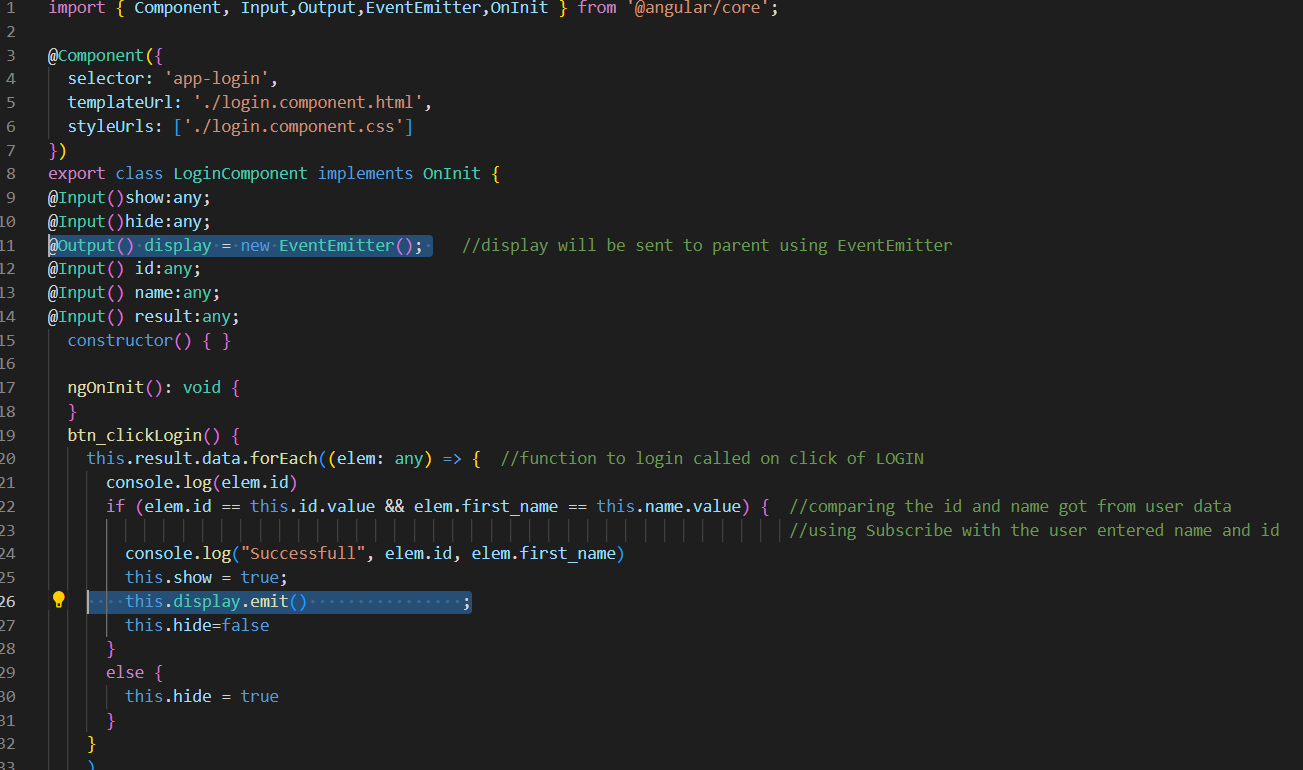 1 import { Component, Input,Output,EventEmitter,OnInit } from '@angular/core';
2
3 @Component({
4   selector: 'app-login',
5   templateUrl: './login.component.html',
6   styleUrls: ['./login.component.css']
7 })
8 export class LoginComponent implements OnInit {
9 @Input()show:any;
10 @Input()hide:any;
11 @Output() display = new EventEmitter();    //display will be sent to parent using EventEmitter
12 @Input() id:any;
13 @Input() name:any;
14 @Input() result:any;
15   constructor() { }
16
17   ngOnInit(): void {
18   }
19   btn_clickLogin() {
20     this.result.data.forEach((elem: any) => {  //function to login called on click of LOGIN
21       console.log(elem.id)
22       if (elem.id == this.id.value && elem.first_name == this.name.value) {  //comparing the id and name got from user data
23                                                                              //using Subscribe with the user entered name and id
24         console.log("Successfull", elem.id, elem.first_name)
25         this.show = true;
26         this.display.emit()                ;
27         this.hide=false
28       }
29       else {
30         this.hide = true
31       }
32     }
33     )